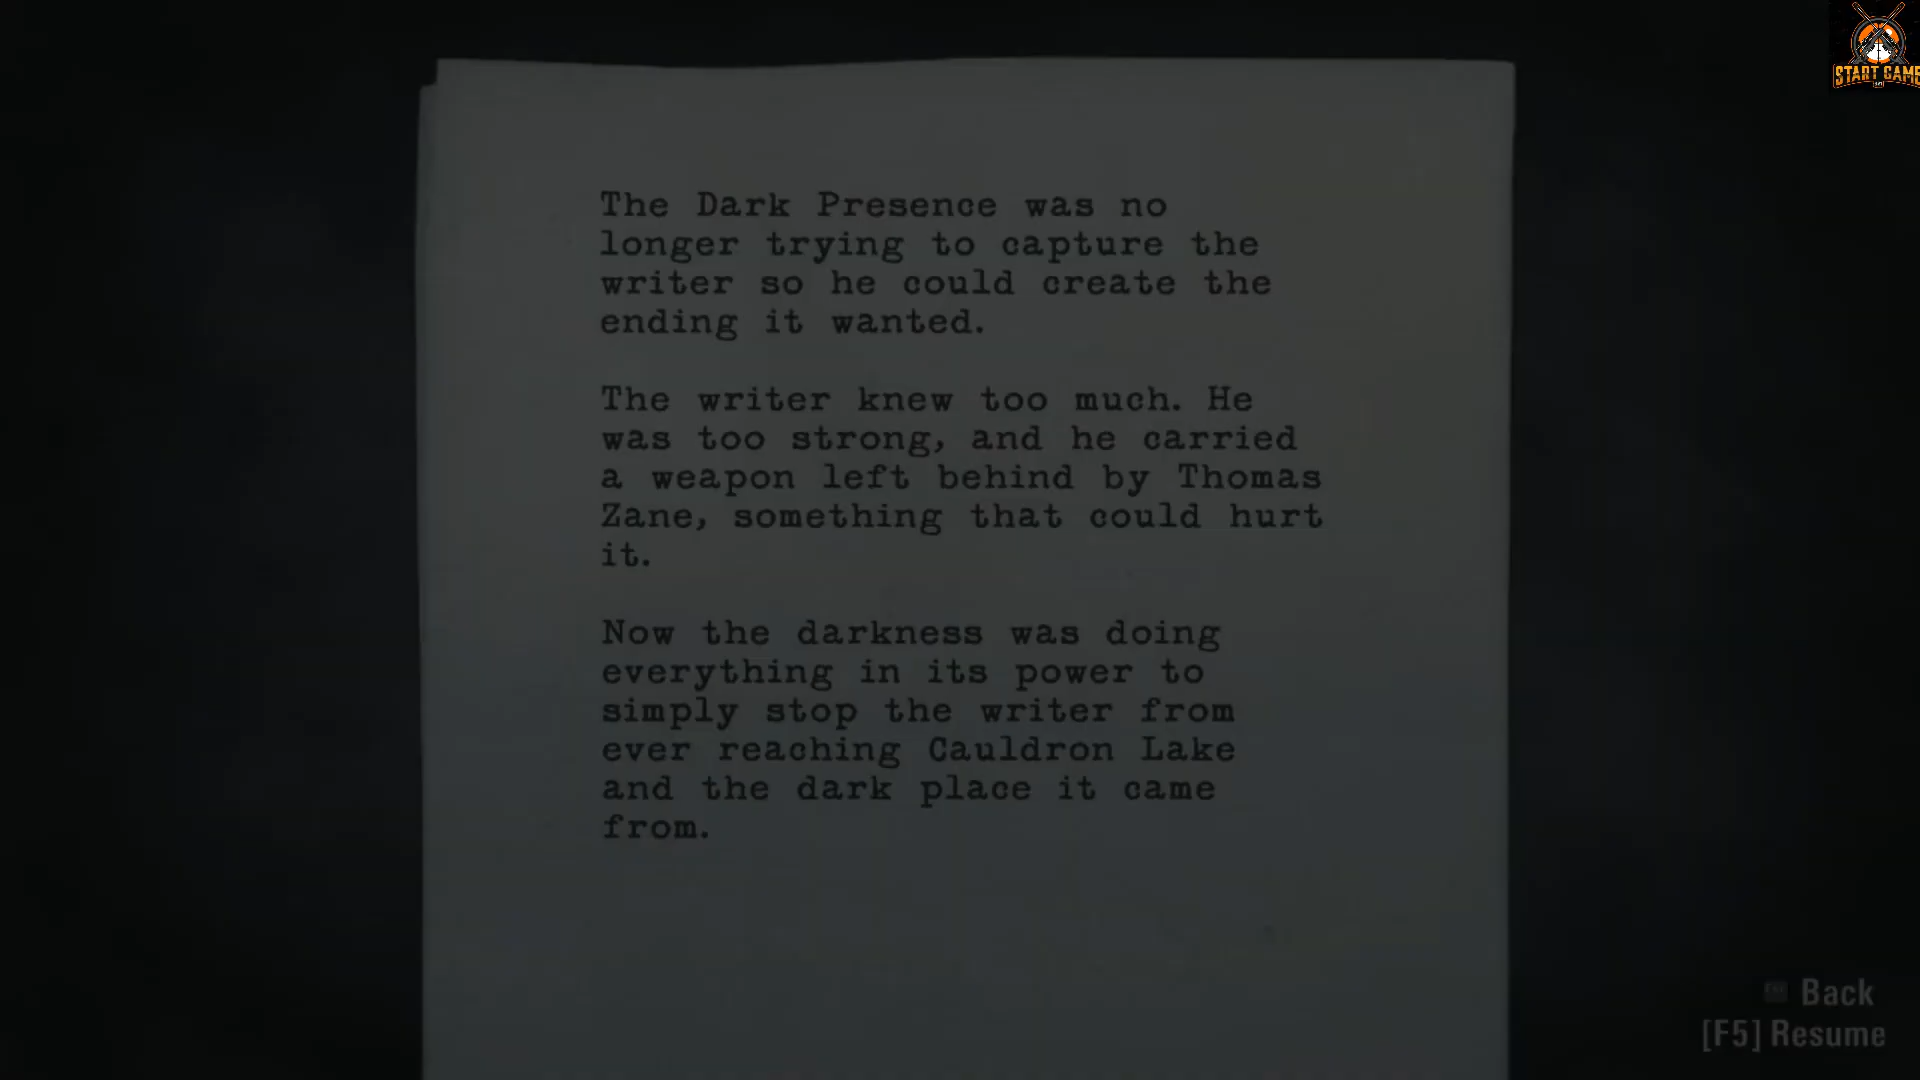 START GAME
The Dark Presence was no
longer trying to capture the
writer so he could create the
ending it wanted.
The writer knew too much. He
was too strong, and he carried
a weapon left behind by Thomas
Zane, something that could hurt
it.
Now the darkness was doing
everything in its power to
simply stop the writer from
ever reaching Cauldron Lake
and the dark place it came
from.
Back
[F5] Resume